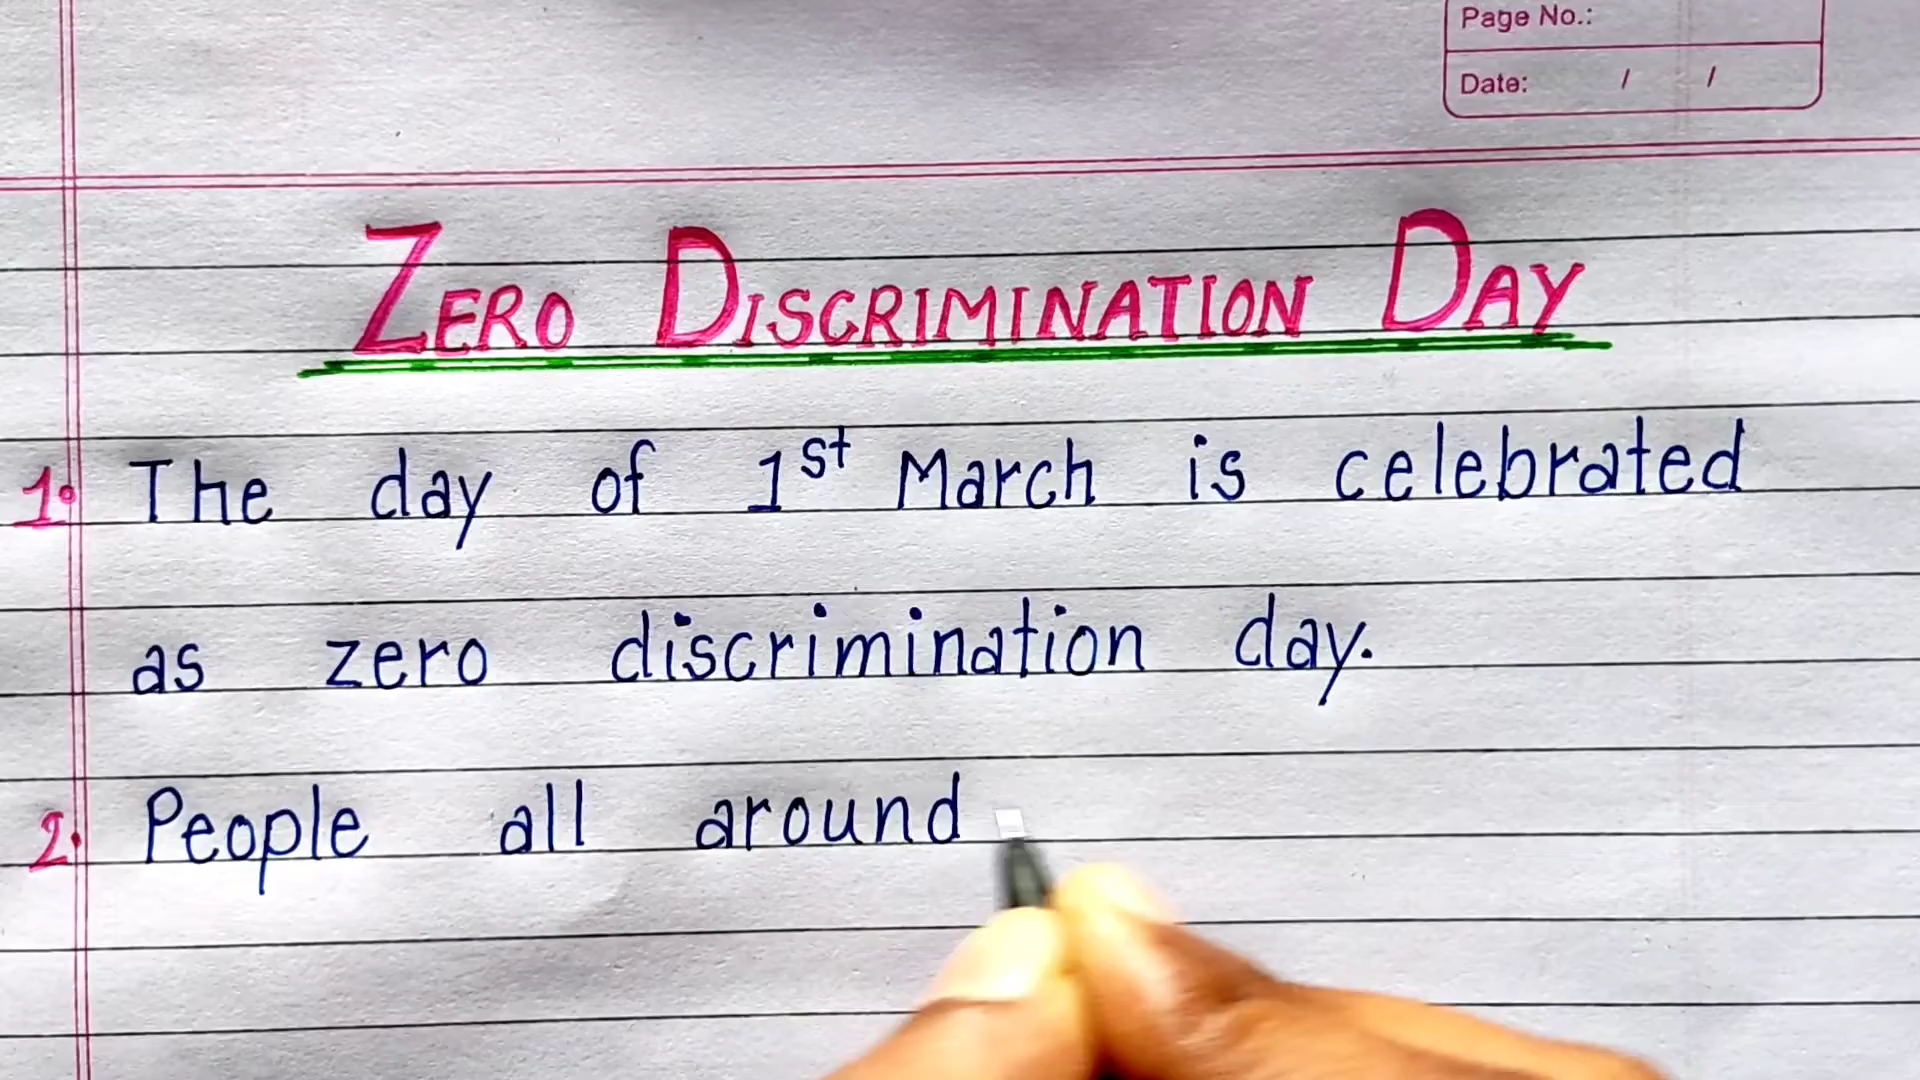 Page No.:
Date: / /
ZERO DISCRIMINATION DAY
1. The day of 1st March is celebrated
as zero discrimination day.
2. People all around